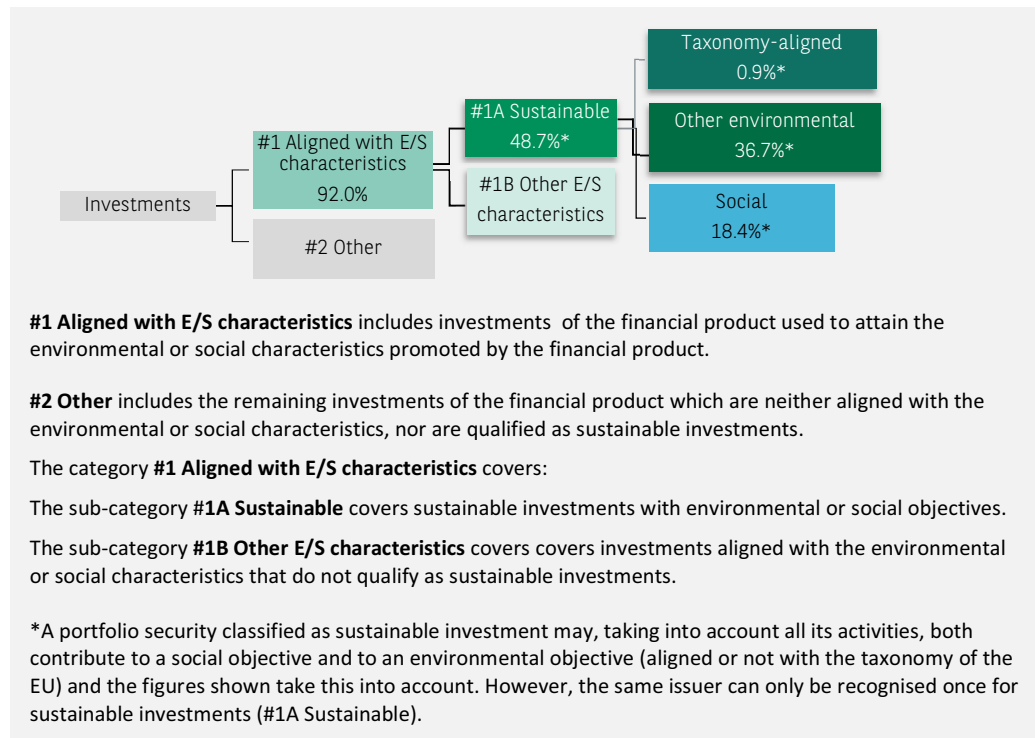 Taxonomy-aligned
0.9%*
#1A Sustainable
48.7%*
Other environmental
36.7%*
#1 Aligned with E/S
characteristics
92.0%
#1B Other E/S
characteristics
Investments
Social
18.4%*
#2 Other
#1 Aligned with E/S characteristics includes investments of the financial product used to attain the
environmental or social characteristics promoted by the financial product.
#2 Other includes the remaining investments of the financial product which are neither aligned with the
environmental or social characteristics, nor are qualified as sustainable investments.
The category #1 Aligned with E/S characteristics covers:
The sub-category #1A Sustainable covers sustainable investments with environmental or social objectives.
The sub-category #1B Other E/S characteristics covers covers investments aligned with the environmental
or social characteristics that do not qualify as sustainable investments.
*A portfolio security classified as sustainable investment may, taking into account all its activities, both
contribute to a social objective and to an environmental objective (aligned or not with the taxonomy of the
EU) and the figures shown take this into account. However, the same issuer can only be recognised once for
sustainable investments (#1A Sustainable).